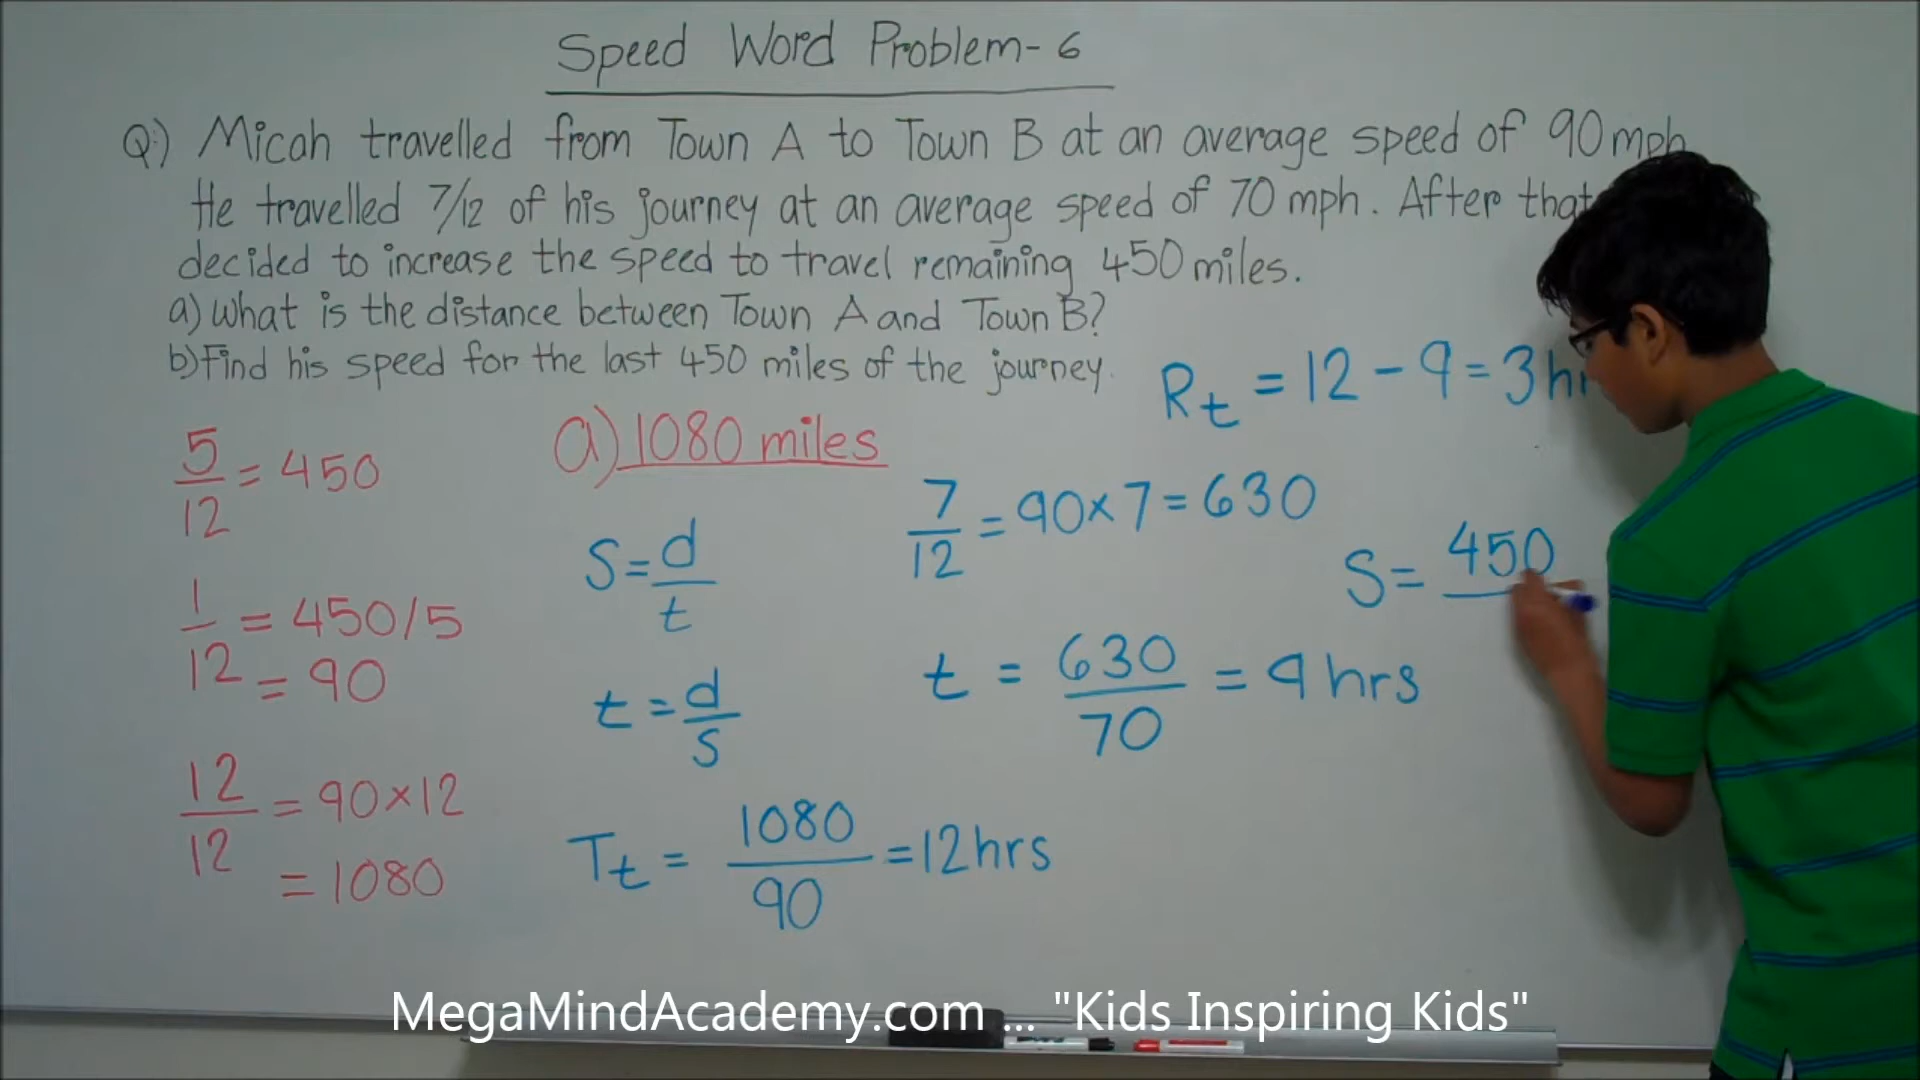 Speed Word Problem- 6
Q:) Micah travelled from Town A to Town B at an average speed of 90 mph
He travelled 7/12 of his journey at an average speed of 70 mph. After that
decided to increase the speed to travel remaining 450 miles.
a) What is the distance between Town A and Town B?
b) Find his speed for the last 450 miles of the journey.
5/12 = 450
1/12 = 450/5
= 90
12/12 = 90×12
= 1080
a) 1080 miles
S = d/t
t = d/s
Tt = 1080/90 = 12 hrs
7/12 = 90×7 = 630
t = 630/70 = 9 hrs
Rt = 12 - 9 = 3 hr
S = 450
MegaMindAcademy.com ... "Kids Inspiring Kids"